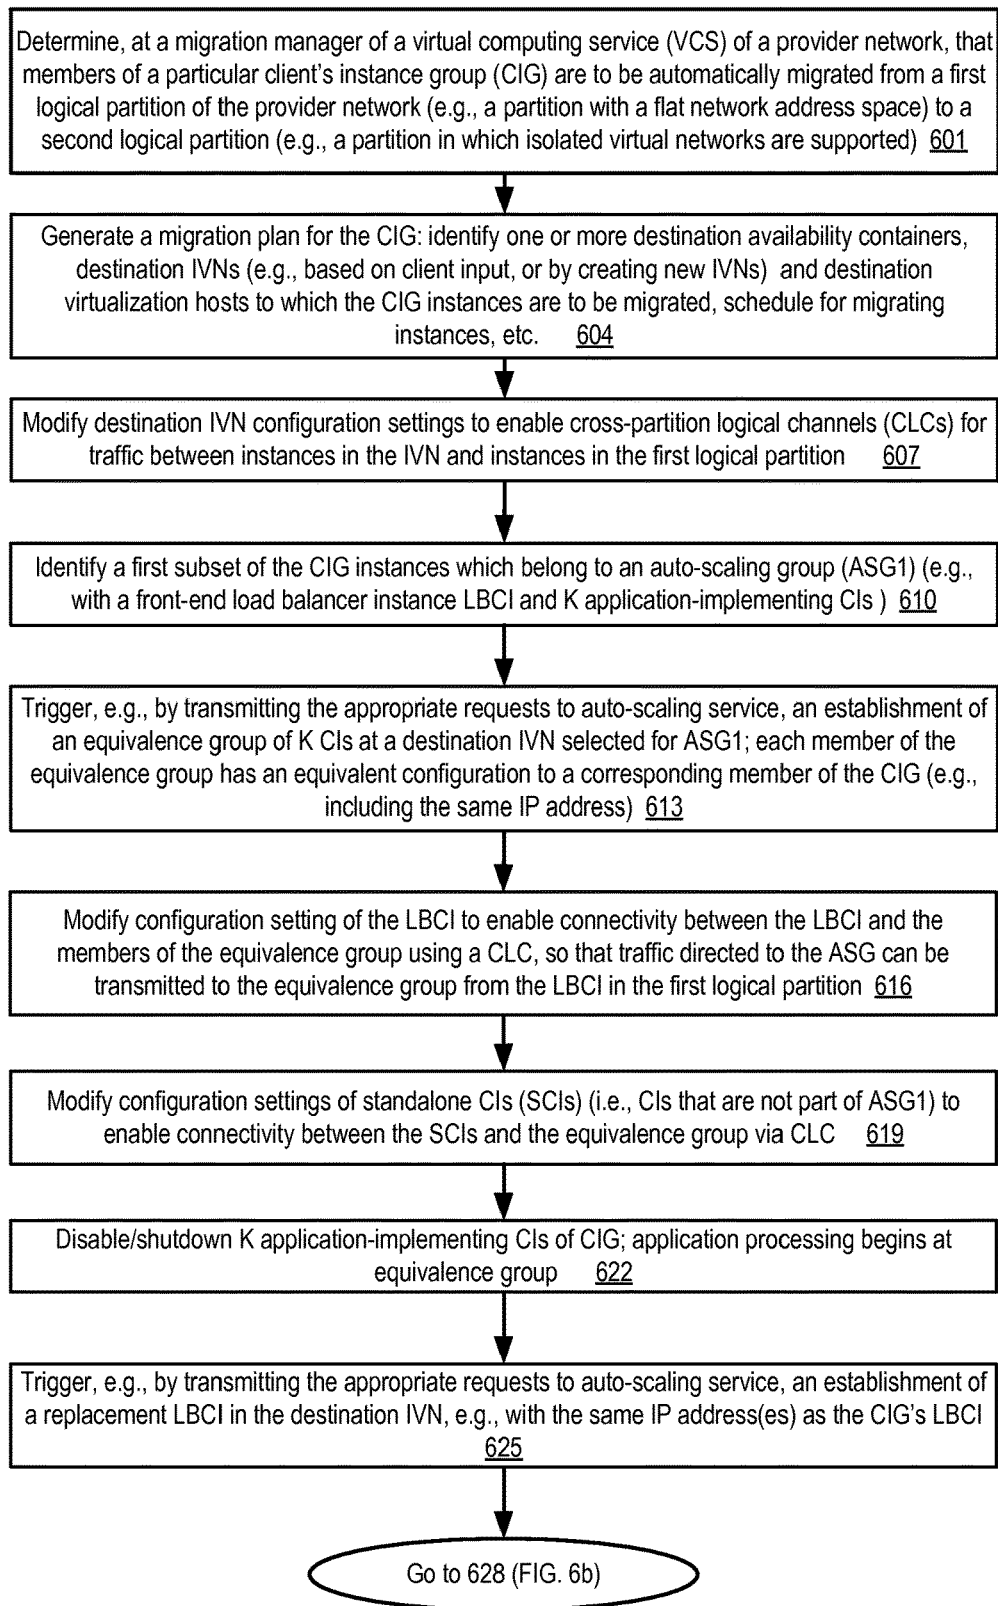 Determine, at a migration manager of a virtual computing service (VCS) of a provider network, that
members of a particular client's instance group (CIG) are to be automatically migrated from a first
logical partition of the provider network (e.g., a partition with a flat network address space) to a
second logical partition (e.g., a partition in which isolated virtual networks are supported) 601
Generate a migration plan for the CIG: identify one or more destination availability containers,
destination IVNs (e.g., based on client input, or by creating new IVNs) and destination
virtualization hosts to which the CIG instances are to be migrated, schedule for migrating
instances, etc. 604
Modify destination IVN configuration settings to enable cross-partition logical channels (CLCs) for
traffic between instances in the IVN and instances in the first logical partition 607
Identify a first subset of the CIG instances which belong to an auto-scaling group (ASG1) (e.g.,
with a front-end load balancer instance LBCI and K application-implementing CIs ) 610
Trigger, e.g., by transmitting the appropriate requests to auto-scaling service, an establishment of
an equivalence group of K CIs at a destination IVN selected for ASG1; each member of the
equivalence group has an equivalent configuration to a corresponding member of the CIG (e.g.,
including the same IP address) 613
Modify configuration setting of the LBCI to enable connectivity between the LBCI and the
members of the equivalence group using a CLC, so that traffic directed to the ASG can be
transmitted to the equivalence group from the LBCI in the first logical partition 616
Modify configuration settings of standalone CIs (SCIs) (i.e., CIs that are not part of ASG1) to
enable connectivity between the SCIs and the equivalence group via CLC 619
Disable/shutdown K application-implementing CIs of CIG; application processing begins at
equivalence group 622
Trigger, e.g., by transmitting the appropriate requests to auto-scaling service, an establishment of
a replacement LBCI in the destination IVN, e.g., with the same IP address(es) as the CIG's LBCI
625
Go to 628 (FIG. 6b)